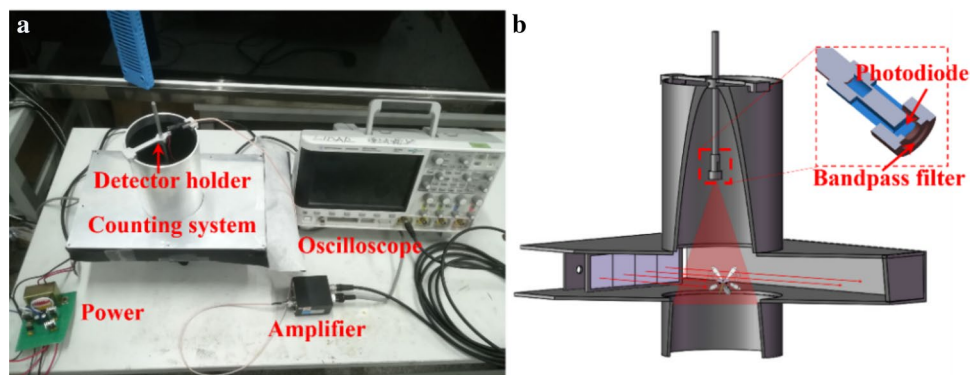 a
Detector holder
Counting system
Oscilloscope
Power
Amplifier
b
Photodiode
Bandpass filter